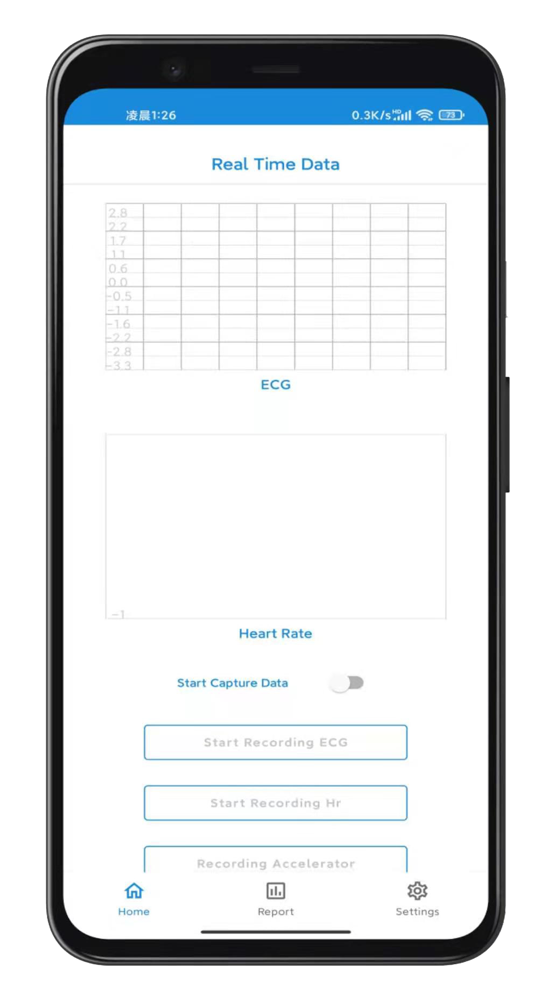 凌晨1:26 0.3K/s HD 73
Real Time Data
2.8
2.2
1.7
1.1
0.6
0.0
-0.5
-1.1
-1.6
-2.2
-2.8
-3.3
ECG
-1
Heart Rate
Start Capture Data
Start Recording ECG
Start Recording Hr
Recording Accelerator
Home Report Settings